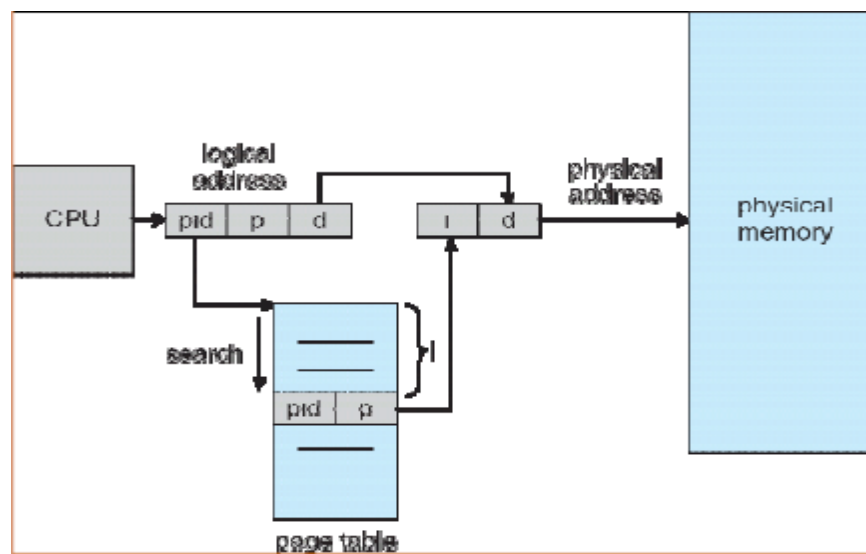 logical
address
physical
address
CPU
pid p d
i d
physical
memory
search
i
pid p
page table